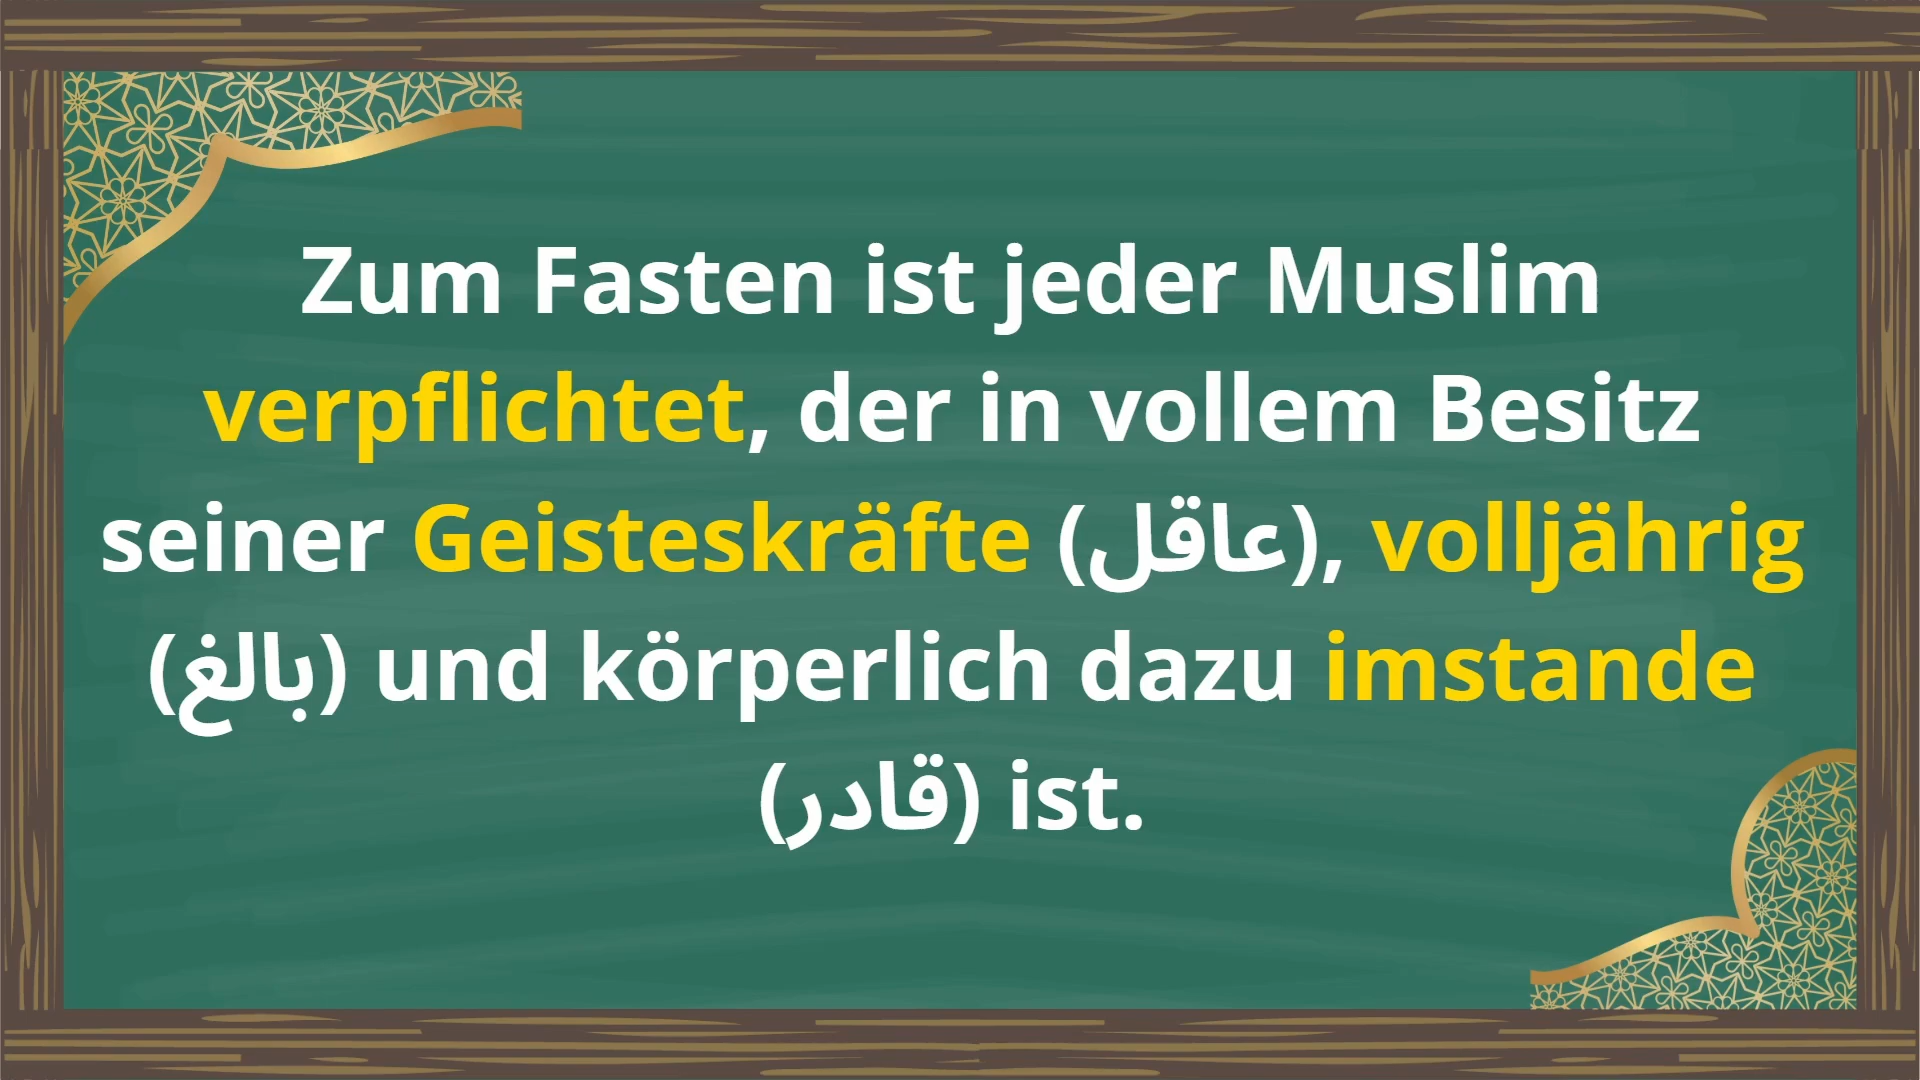 Zum Fasten ist jeder Muslim
verpflichtet, der in vollem Besitz
seiner Geisteskräfte (عاقل), volljährig
(بالغ) und körperlich dazu imstande
(قادر) ist.